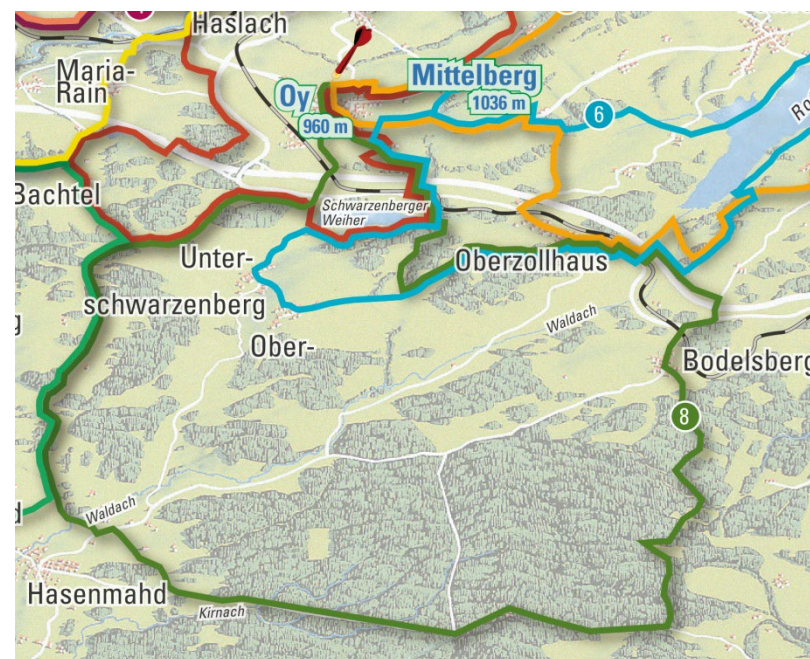 Haslach
Maria-
Rain
Oy
960 m
Mittelberg
1036 m
6
Bachtel
Schwarzenberger
Weiher
Unter-
Oberzollhaus
schwarzenberg
Ober-
Waldach
Bodelsberg
8
Waldach
Hasenmahd
Kirnach